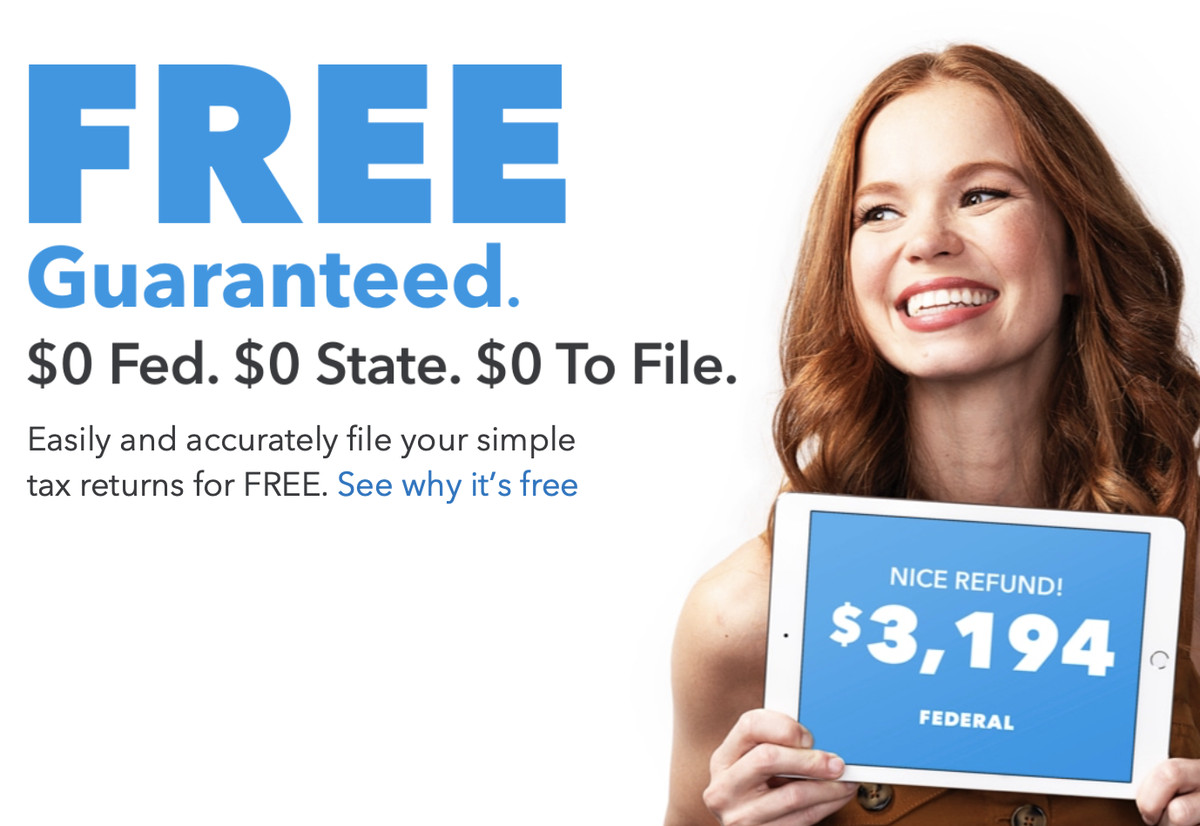 FREE
Guaranteed.
$0 Fed. $0 State. $0 To File.
Easily and accurately file your simple
tax returns for FREE. See why it’s free
NICE REFUND!
$3,194
FEDERAL